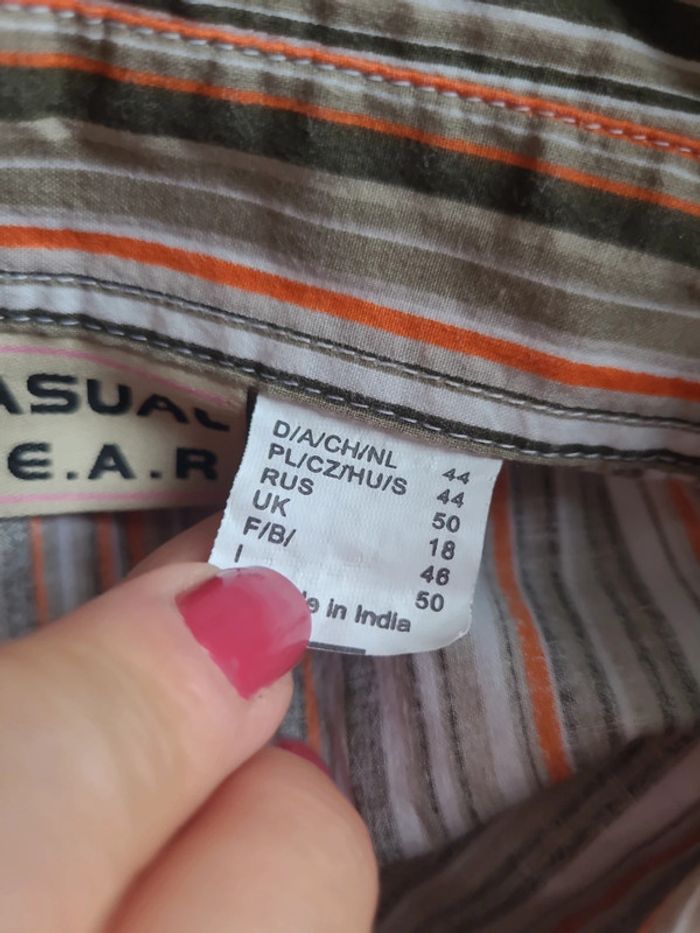 ASUAL
E.A.R
D/A/CH/NL 44
PL/CZ/HU/S 44
RUS 50
UK 18
F/B/ 46
I 50
in India